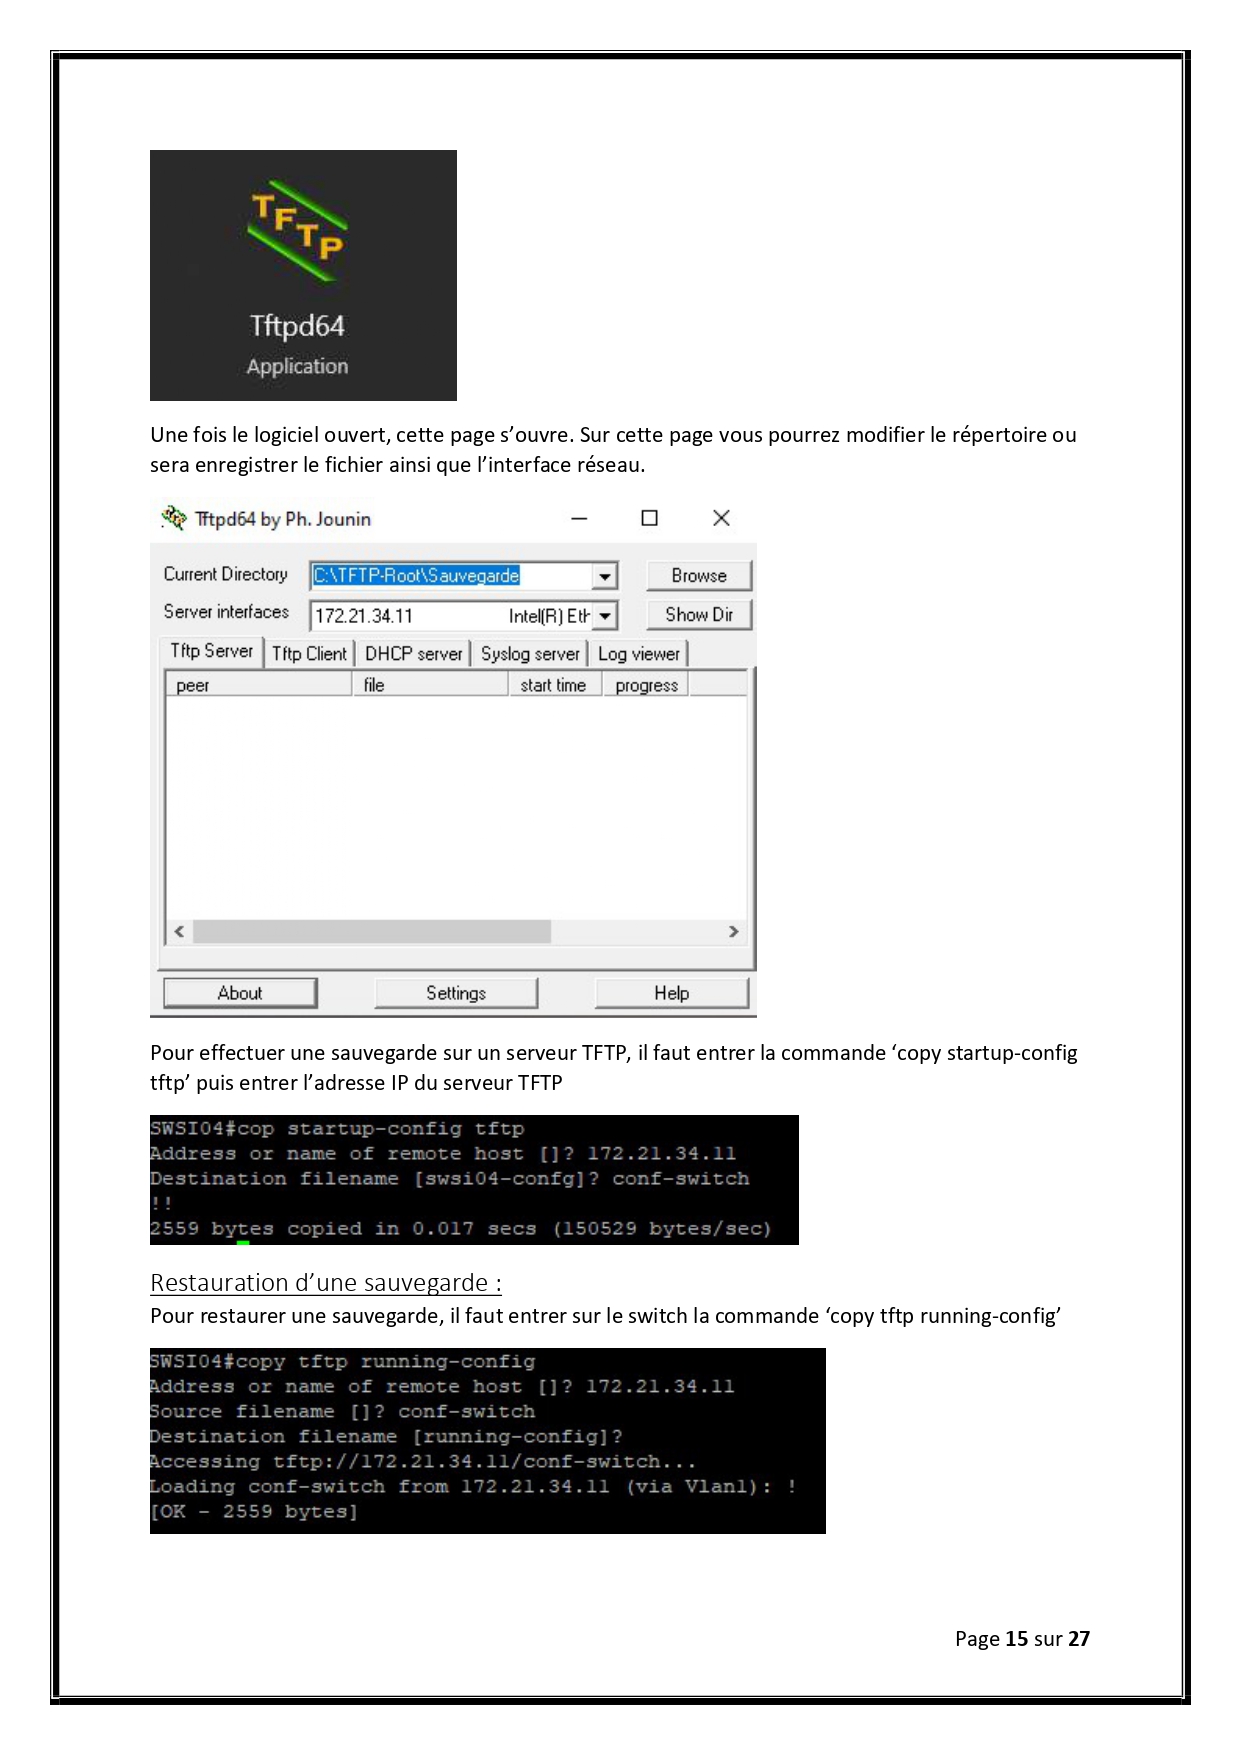 TFTP
Tftpd64
Application
Une fois le logiciel ouvert, cette page s’ouvre. Sur cette page vous pourrez modifier le répertoire ou
sera enregistrer le fichier ainsi que l’interface réseau.
Tftpd64 by Ph. Jounin
Current Directory C:\TFTP-Root\Sauvegarde Browse
Server interfaces 172.21.34.11 Intel(R) Eth Show Dir
Tftp Server Tftp Client DHCP server Syslog server Log viewer
peer file start time progress
About Settings Help
Pour effectuer une sauvegarde sur un serveur TFTP, il faut entrer la commande ‘copy startup-config
tftp’ puis entrer l’adresse IP du serveur TFTP
SWSI04#cop startup-config tftp
Address or name of remote host []? 172.21.34.11
Destination filename [swsi04-confg]? conf-switch
!!
2559 bytes copied in 0.017 secs (150529 bytes/sec)
Restauration d’une sauvegarde :
Pour restaurer une sauvegarde, il faut entrer sur le switch la commande ‘copy tftp running-config’
SWSI04#copy tftp running-config
Address or name of remote host []? 172.21.34.11
Source filename []? conf-switch
Destination filename [running-config]?
Accessing tftp://172.21.34.11/conf-switch...
Loading conf-switch from 172.21.34.11 (via Vlan1): !
[OK - 2559 bytes]
Page 15 sur 27